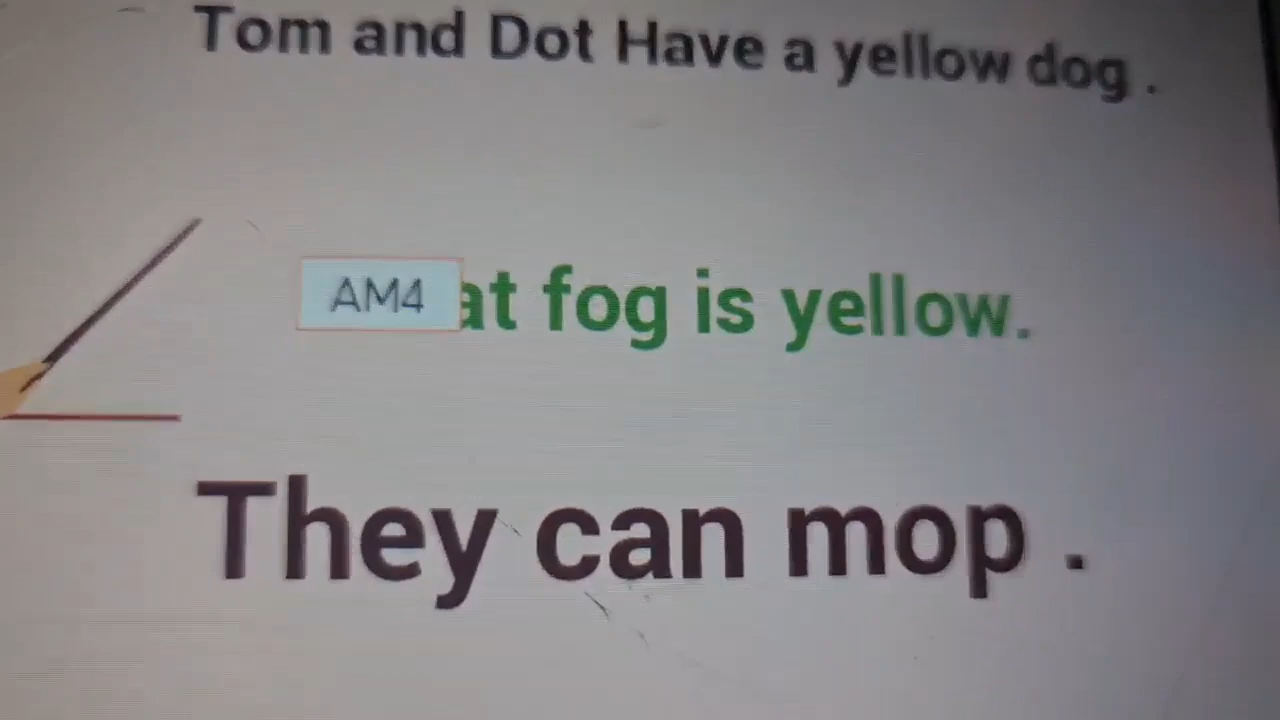 Tom and Dot Have a yellow dog .
AM4 at fog is yellow.
They can mop .